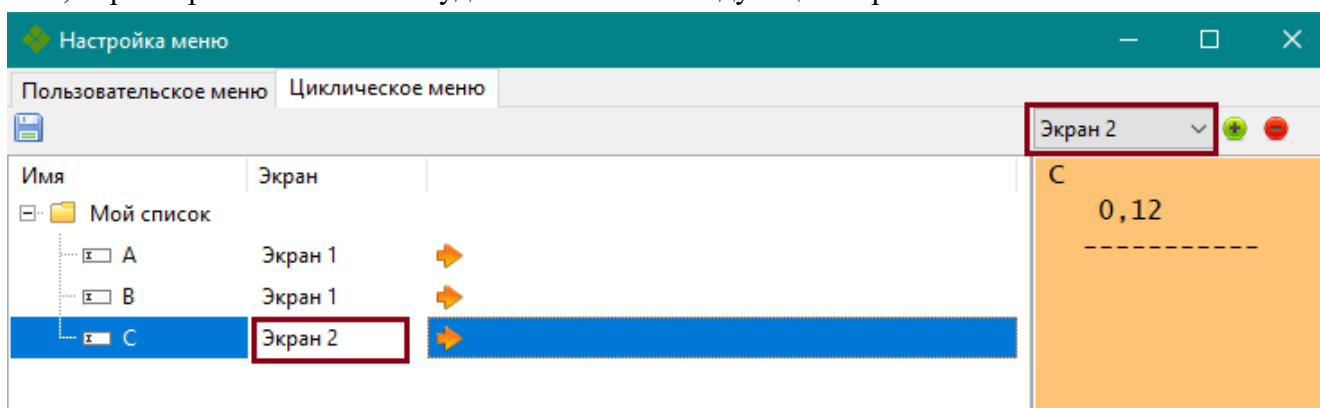 Настройка меню
Пользовательское меню Циклическое меню
Экран 2
Имя Экран
Мой список
A Экран 1
B Экран 1
C Экран 2
C
0,12
-----------